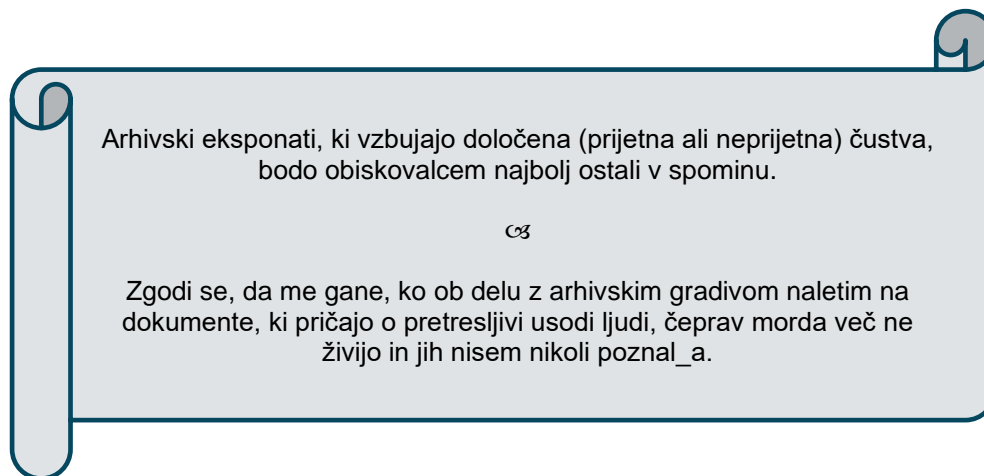 Arhivski eksponati, ki vzbujajo določena (prijetna ali neprijetna) čustva,
bodo obiskovalcem najbolj ostali v spominu.
Zgodi se, da me gane, ko ob delu z arhivskim gradivom naletim na
dokumente, ki pričajo o pretresljivi usodi ljudi, čeprav morda več ne
živijo in jih nisem nikoli poznal_a.